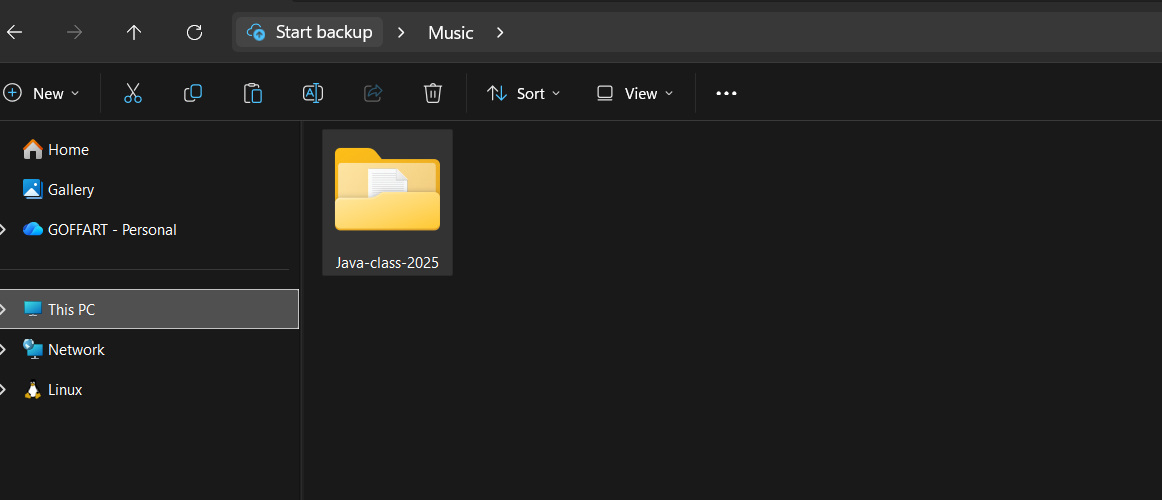 Start backup Music
New Sort View
Home
Gallery
GOFFART - Personal
This PC
Network
Linux
Java-class-2025